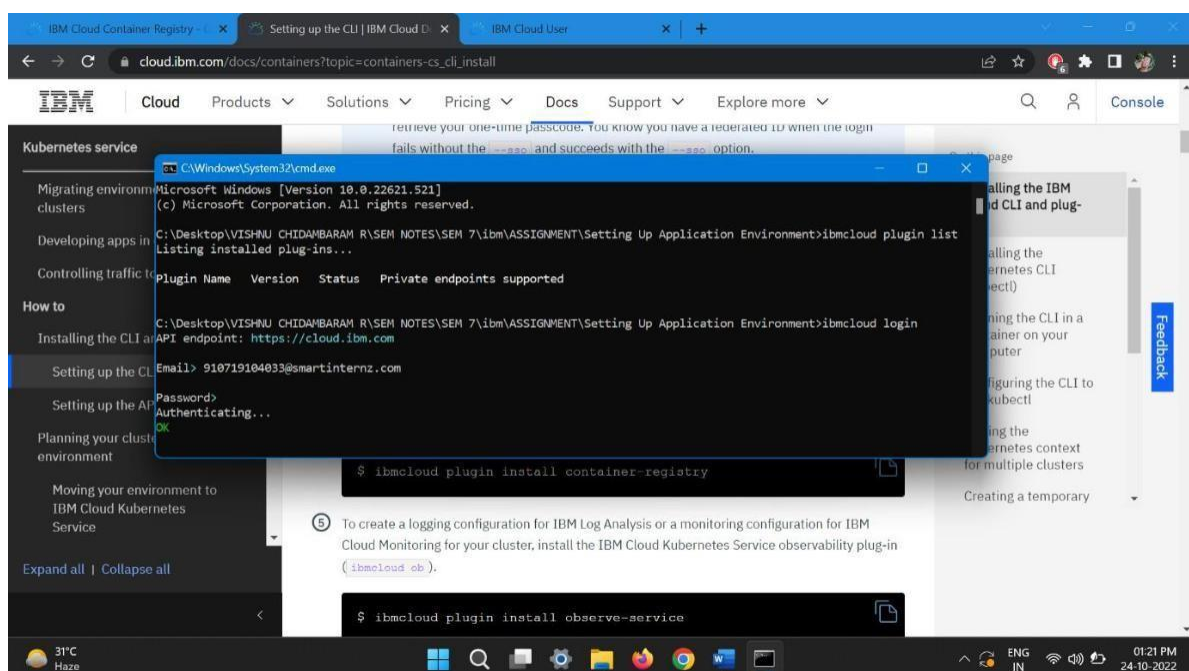 IBM Cloud Container Registry -
Setting up the CLI | IBM Cloud D
IBM Cloud User
cloud.ibm.com/docs/containers?topic=containers-cs_cli_install
6
IBM Cloud Products Solutions Pricing Docs Support Explore more Console
retrieve your one-time passcode. You know you have a federated ID when the login
fails without the --sso and succeeds with the --sso option.
Kubernetes service
Migrating environm
clusters
Developing apps in
Controlling traffic to
How to
Installing the CLI an
Setting up the CL
Setting up the AP
Planning your cluste
environment
Moving your environment to
IBM Cloud Kubernetes
Service
Expand all | Collapse all
C:\Windows\System32\cmd.exe
Microsoft Windows [Version 10.0.22621.521]
(c) Microsoft Corporation. All rights reserved.
C:\Desktop\VISHNU CHIDAMBARAM R\SEM NOTES\SEM 7\ibm\ASSIGNMENT\Setting Up Application Environment>ibmcloud plugin list
Listing installed plug-ins...
Plugin Name Version Status Private endpoints supported
C:\Desktop\VISHNU CHIDAMBARAM R\SEM NOTES\SEM 7\ibm\ASSIGNMENT\Setting Up Application Environment>ibmcloud login
API endpoint: https://cloud.ibm.com
Email> 910719104033@smartinternz.com
Password>
Authenticating...
OK
$ ibmcloud plugin install container-registry
5 To create a logging configuration for IBM Log Analysis or a monitoring configuration for IBM
Cloud Monitoring for your cluster, install the IBM Cloud Kubernetes Service observability plug-in
( ibmcloud ob ).
$ ibmcloud plugin install observe-service
page
alling the IBM
d CLI and plug-
alling the
ernetes CLI
ectl)
ning the CLI in a
ainer on your
puter
figuring the CLI to
kubectl
ing the
ernetes context
for multiple clusters
Creating a temporary
Feedback
31°C
Haze
ENG
IN
01:21 PM
24-10-2022